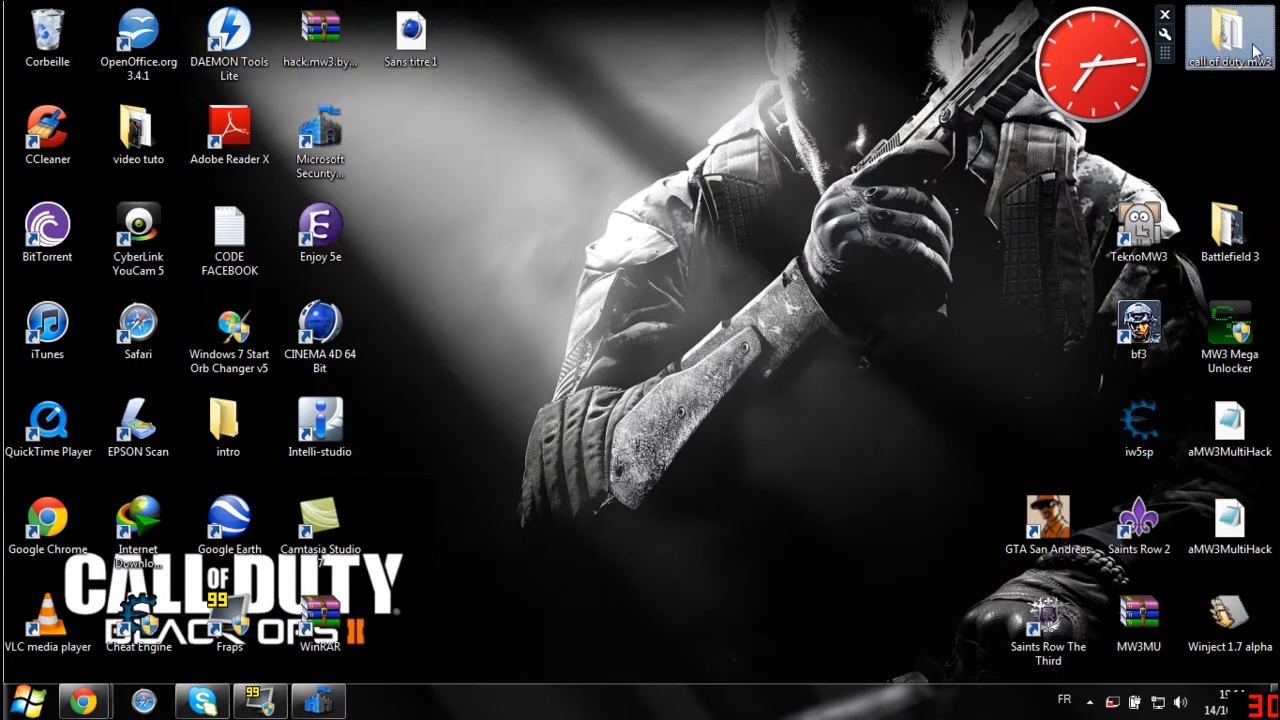 Corbeille
OpenOffice.org
3.4.1
DAEMON Tools
Lite
hack.mw3.by...
Sans titre 1
call of duty.mw3
CCleaner
video tuto
Adobe Reader X
Microsoft
Security...
BitTorrent
CyberLink
YouCam 5
CODE
FACEBOOK
Enjoy 5e
TeknoMW3
Battlefield 3
iTunes
Safari
Windows 7 Start
Orb Changer v5
CINEMA 4D 64
Bit
bf3
MW3 Mega
Unlocker
QuickTime Player
EPSON Scan
intro
Intelli-studio
iw5sp
aMW3MultiHack
Google Chrome
Internet
Downlo...
Google Earth
Camtasia Studio
GTA San Andreas
Saints Row 2
aMW3MultiHack
CALL OF DUTY
BLACK OPS II
99
VLC media player
Cheat Engine
Fraps
WinRAR
Saints Row The
Third
MW3MU
Winject 1.7 alpha
99
FR
30